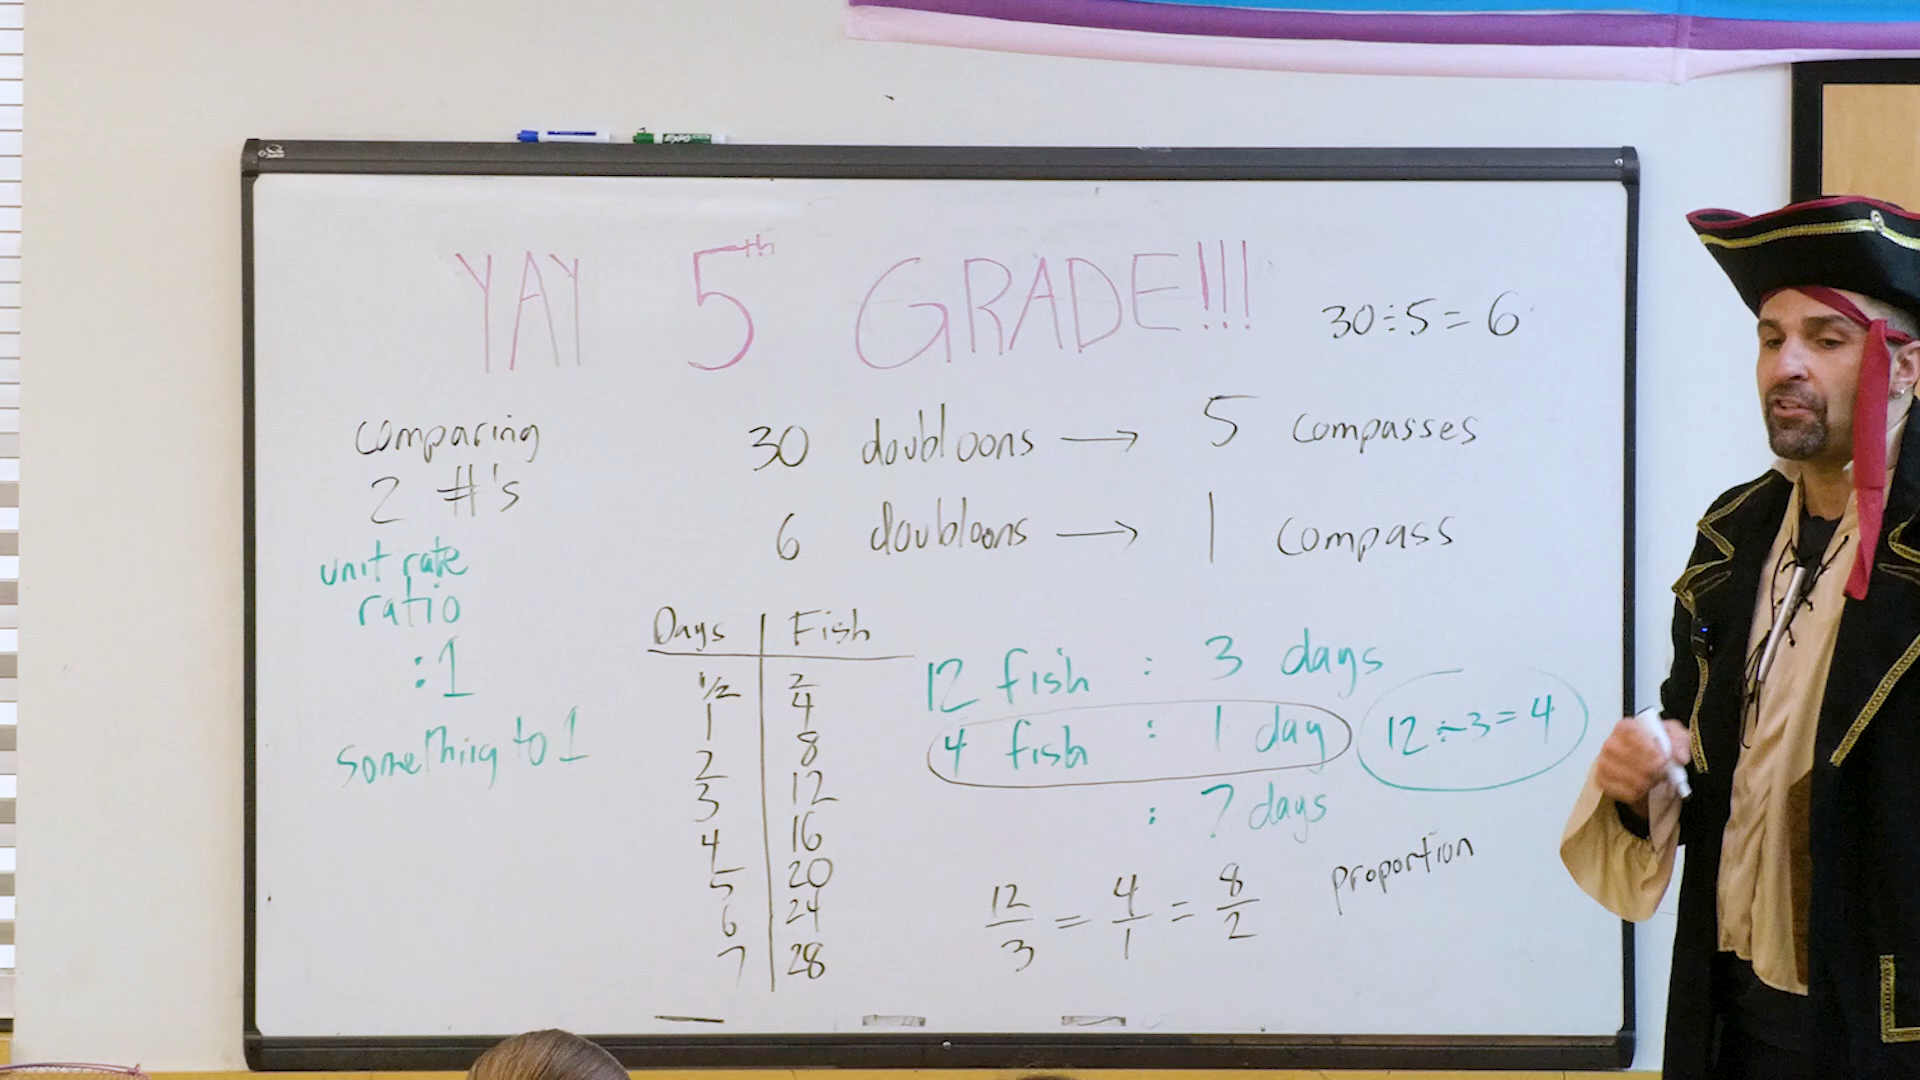 EXPO
YAY 5th GRADE!!!
30÷5=6
comparing
2 #'s
unit rate
ratio
:1
something to 1
30 doubloons → 5 compasses
6 doubloons → 1 compass
Days | Fish
1/2 2
1 4
2 8
3 12
4 16
5 20
6 24
7 28
12 fish : 3 days
4 fish : 1 day
12÷3=4
: 7 days
12/3 = 4/1 = 8/2
proportion